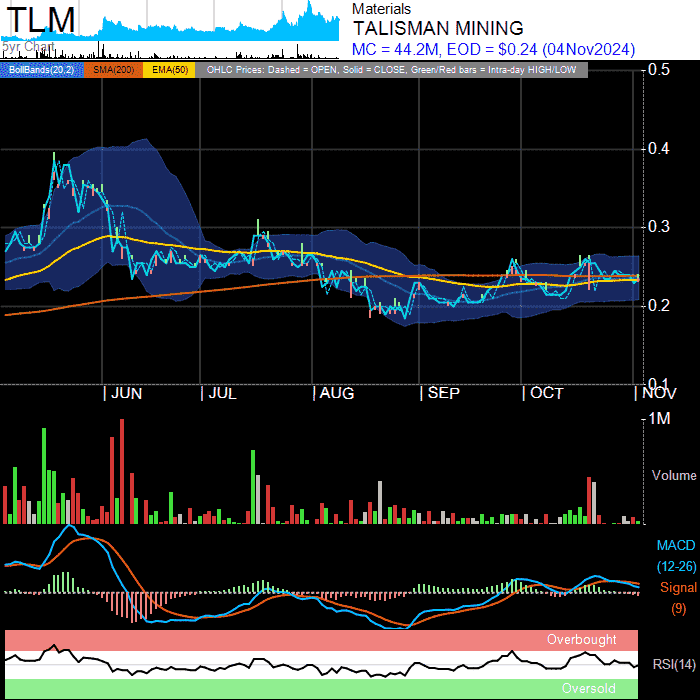 TLM
5yr Chart
Materials
TALISMAN MINING
MC = 44.2M, EOD = $0.24 (04Nov2024)
BollBands(20,2) SMA(200) EMA(50) OHLC Prices: Dashed = OPEN, Solid = CLOSE, Green/Red bars = Intra-day HIGH/LOW
0.5
0.4
0.3
0.2
0.1
JUN JUL AUG SEP OCT NOV
1M
Volume
MACD
(12-26)
Signal
(9)
Overbought
RSI(14)
Oversold